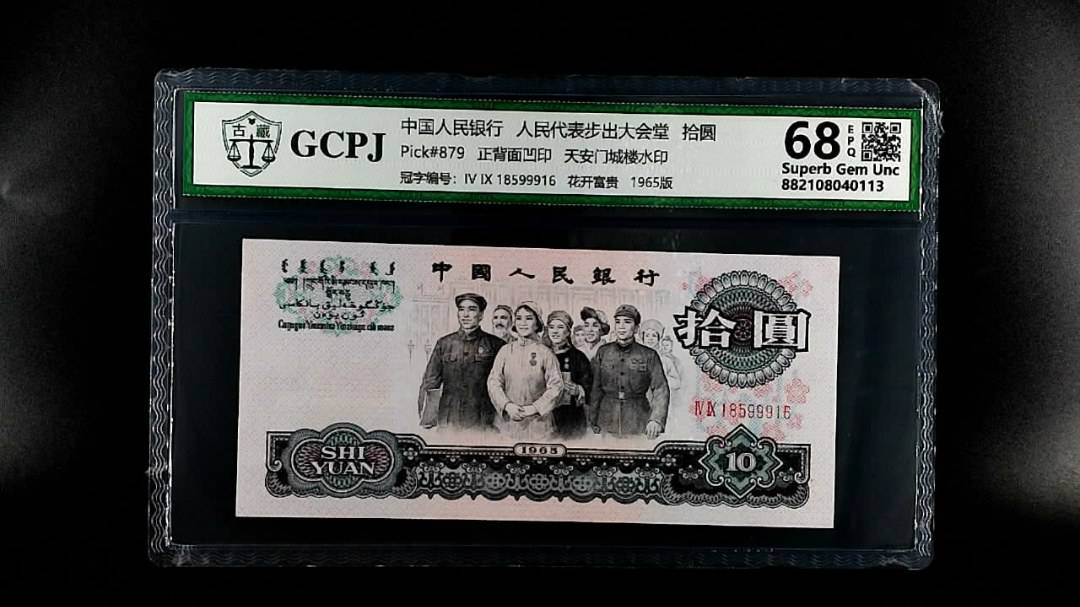 古藏
GCPJ
中国人民银行 人民代表步出大会堂 拾圆
Pick#879 正背面凹印 天安门城楼水印
冠字编号：IV IX 18599916 花开富贵 1965版
68 EPQ
Superb Gem Unc
882108040113
中國人民銀行
拾圓
IV IX 18599916
1965
SHI
YUAN
10